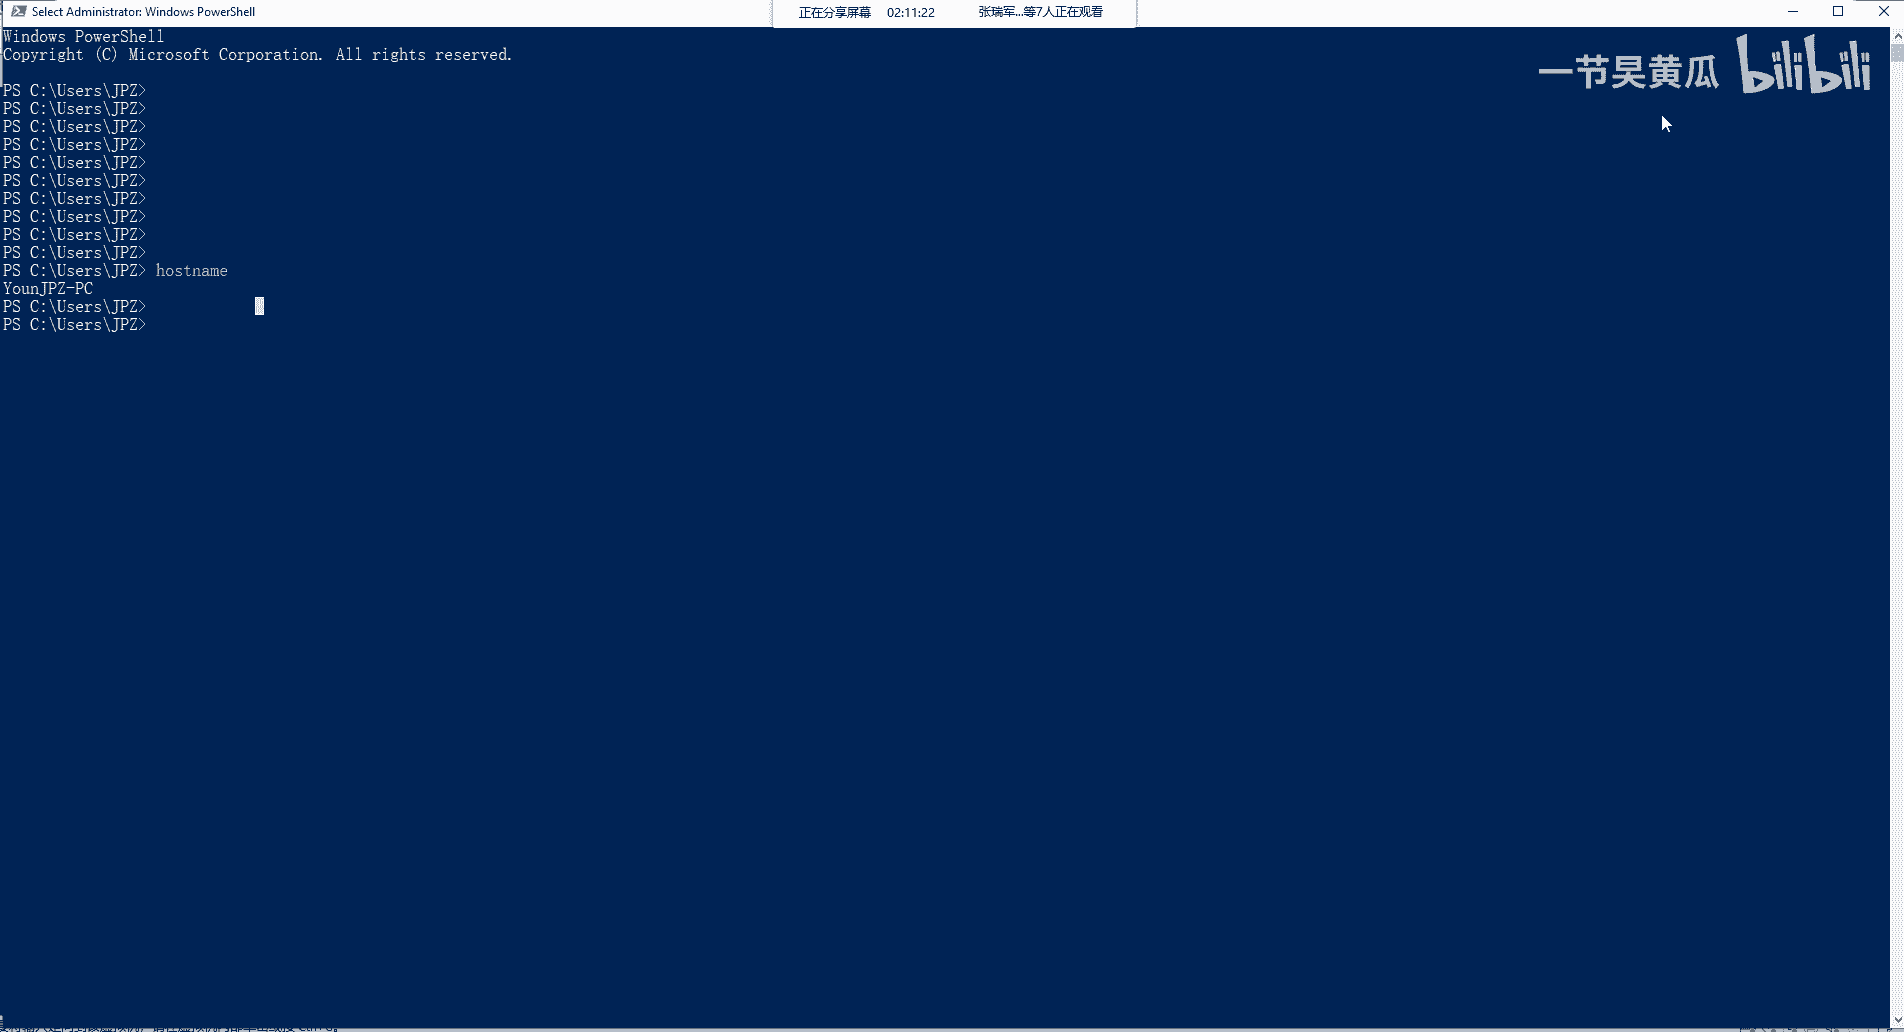 Select Administrator: Windows PowerShell
正在分享屏幕 02:11:22 张瑞军...等7人正在观看
Windows PowerShell
Copyright (C) Microsoft Corporation. All rights reserved.
一节昊黄瓜 bilibili
PS C:\Users\JPZ>
PS C:\Users\JPZ>
PS C:\Users\JPZ>
PS C:\Users\JPZ>
PS C:\Users\JPZ>
PS C:\Users\JPZ>
PS C:\Users\JPZ>
PS C:\Users\JPZ>
PS C:\Users\JPZ>
PS C:\Users\JPZ>
PS C:\Users\JPZ> hostname
YounJPZ-PC
PS C:\Users\JPZ>
PS C:\Users\JPZ>